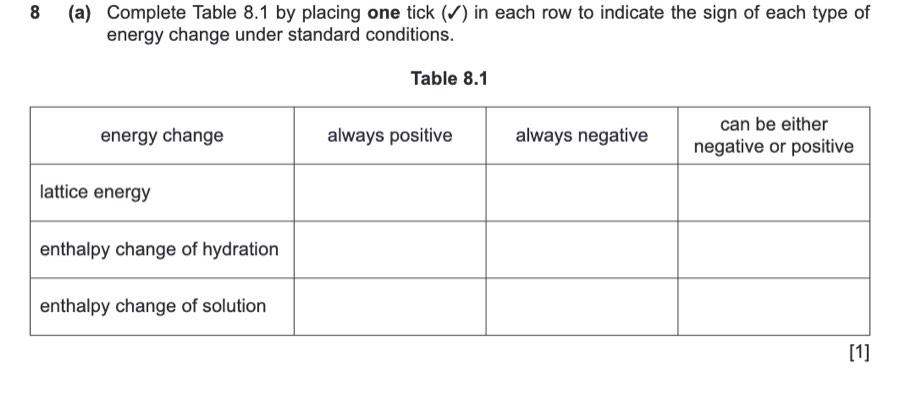 8 (a) Complete Table 8.1 by placing one tick (✓) in each row to indicate the sign of each type of
energy change under standard conditions.
Table 8.1
energy change always positive always negative can be either
negative or positive
lattice energy
enthalpy change of hydration
enthalpy change of solution
[1]